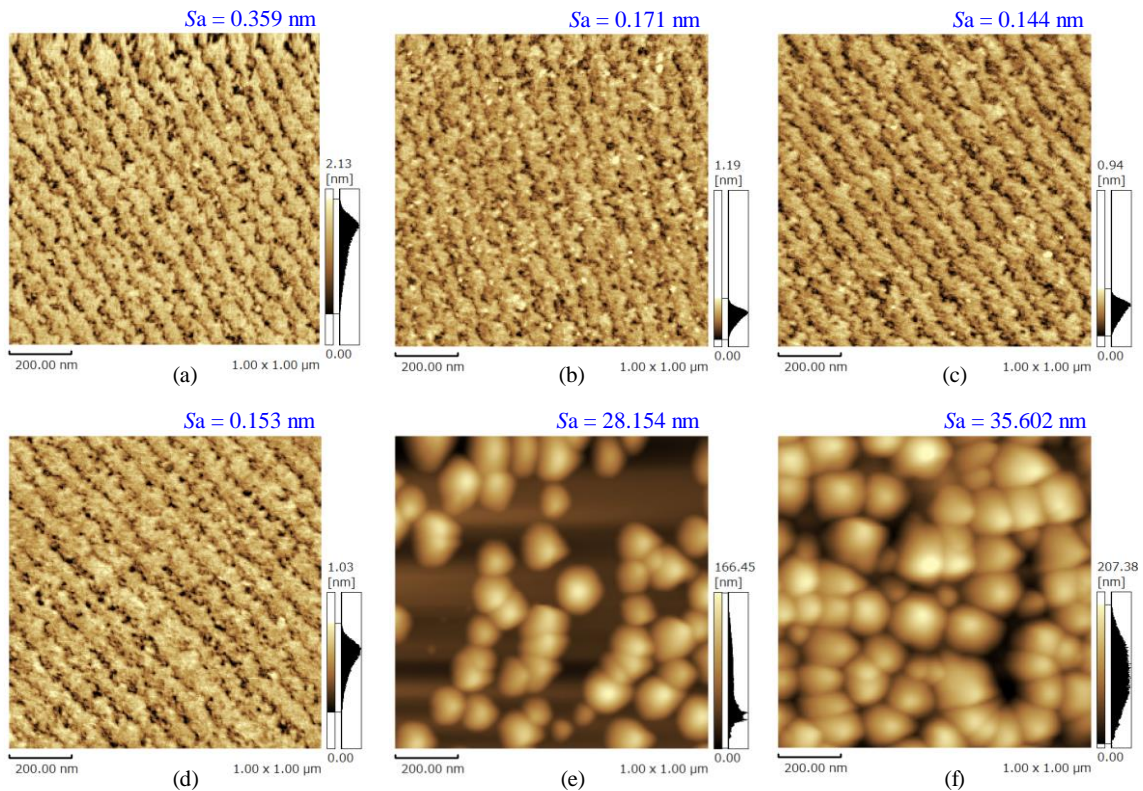 Sa = 0.359 nm
Sa = 0.171 nm
Sa = 0.144 nm
2.13
[nm]
0.00
200.00 nm
1.00 x 1.00 µm
1.19
[nm]
0.00
200.00 nm
1.00 x 1.00 µm
0.94
[nm]
0.00
200.00 nm
1.00 x 1.00 µm
(a)
(b)
(c)
Sa = 0.153 nm
Sa = 28.154 nm
Sa = 35.602 nm
1.03
[nm]
0.00
200.00 nm
1.00 x 1.00 µm
166.45
[nm]
0.00
200.00 nm
1.00 x 1.00 µm
207.38
[nm]
0.00
200.00 nm
1.00 x 1.00 µm
(d)
(e)
(f)